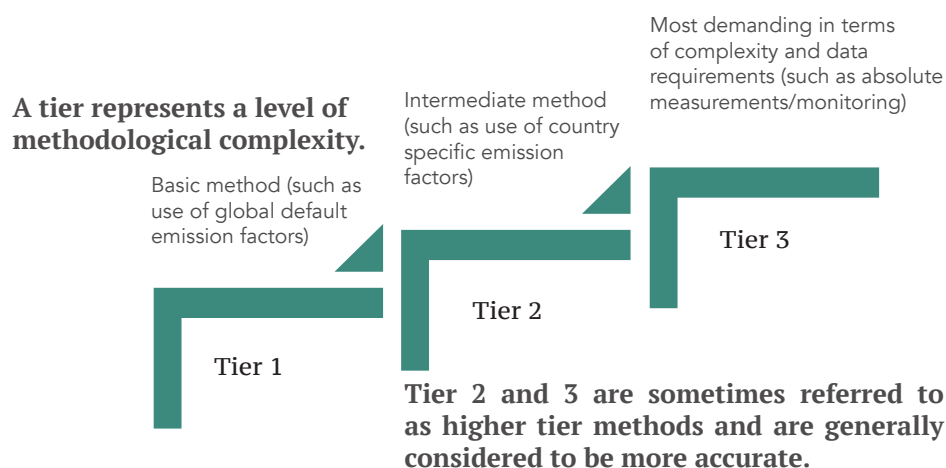 A tier represents a level of
methodological complexity.
Basic method (such as
use of global default
emission factors)
Tier 1
Intermediate method
(such as use of country
specific emission
factors)
Tier 2
Most demanding in terms
of complexity and data
requirements (such as absolute
measurements/monitoring)
Tier 3
Tier 2 and 3 are sometimes referred to
as higher tier methods and are generally
considered to be more accurate.